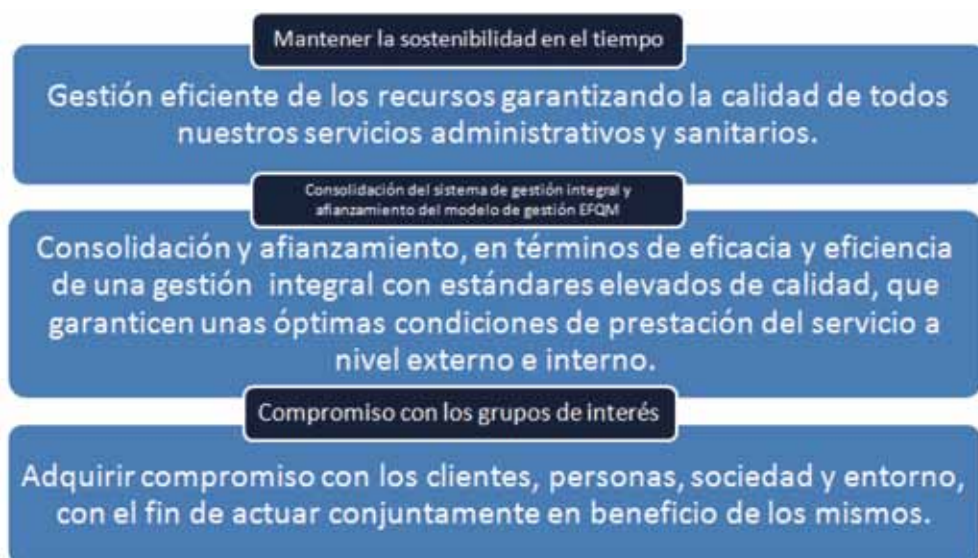 Mantener la sostenibilidad en el tiempo
Gestión eficiente de los recursos garantizando la calidad de todos
nuestros servicios administrativos y sanitarios.
Consolidación del sistema de gestión integral y
afianzamiento del modelo de gestión EFQM
Consolidación y afianzamiento, en términos de eficacia y eficiencia
de una gestión integral con estándares elevados de calidad, que
garanticen unas óptimas condiciones de prestación del servicio a
nivel externo e interno.
Compromiso con los grupos de interés
Adquirir compromiso con los clientes, personas, sociedad y entorno,
con el fin de actuar conjuntamente en beneficio de los mismos.